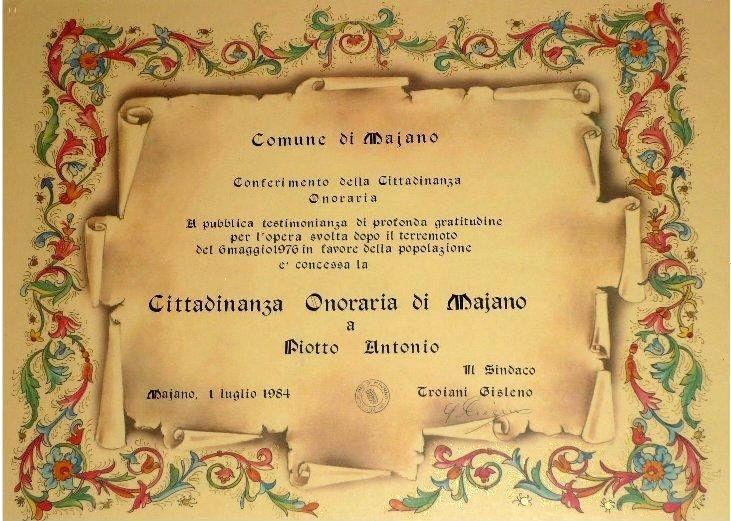 Comune di Majano
Conferimento della Cittadinanza
Onoraria
A pubblica testimonianza di profonda gratitudine
per l'opera svolta dopo il terremoto
del 6maggio1976 in favore della popolazione
e' concessa la
Cittadinanza Onoraria di Majano
a
Piotto Antonio
Il Sindaco
Majano, 1 luglio 1984
Troiani Gisleno